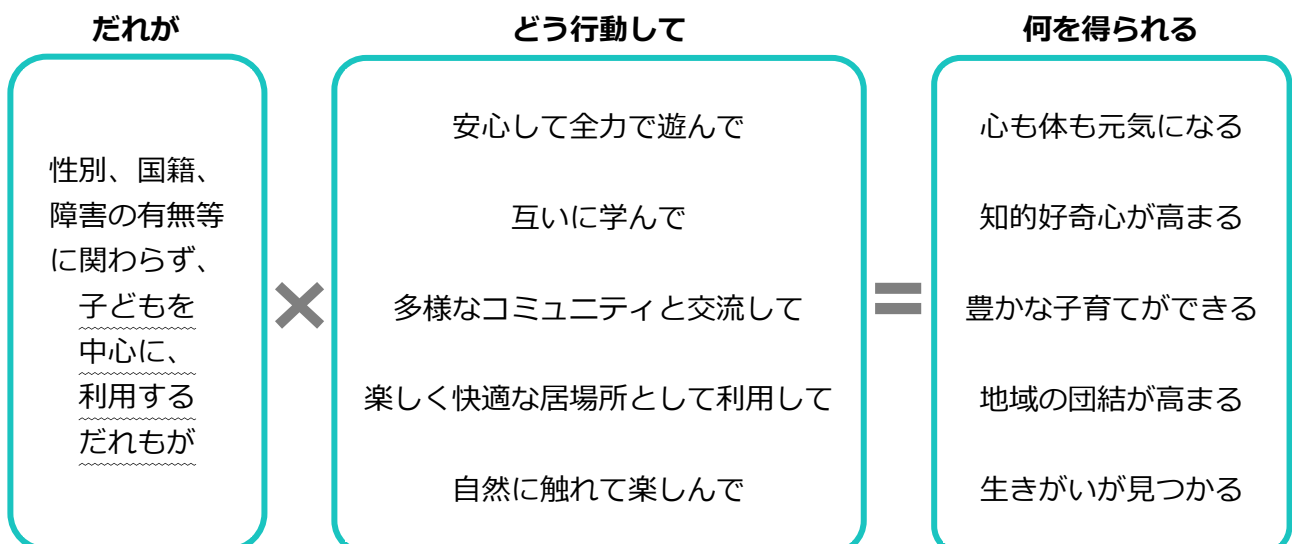 だれが
性別、国籍、
障害の有無等
に関わらず、
子どもを
中心に、
利用する
だれもが
×
どう行動して
安心して全力で遊んで
互いに学んで
多様なコミュニティと交流して
楽しく快適な居場所として利用して
自然に触れて楽しんで
=
何を得られる
心も体も元気になる
知的好奇心が高まる
豊かな子育てができる
地域の団結が高まる
生きがいが見つかる